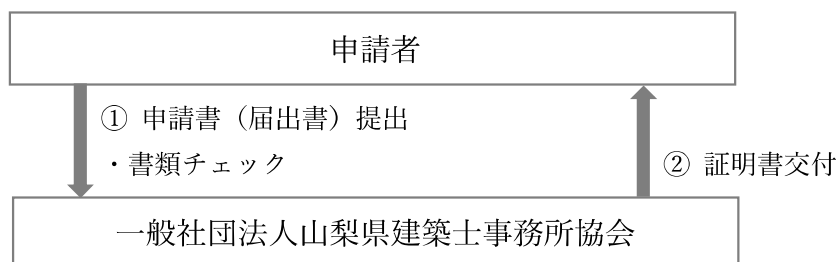 申請者
① 申請書（届出書）提出
・書類チェック
② 証明書交付
一般社団法人山梨県建築士事務所協会